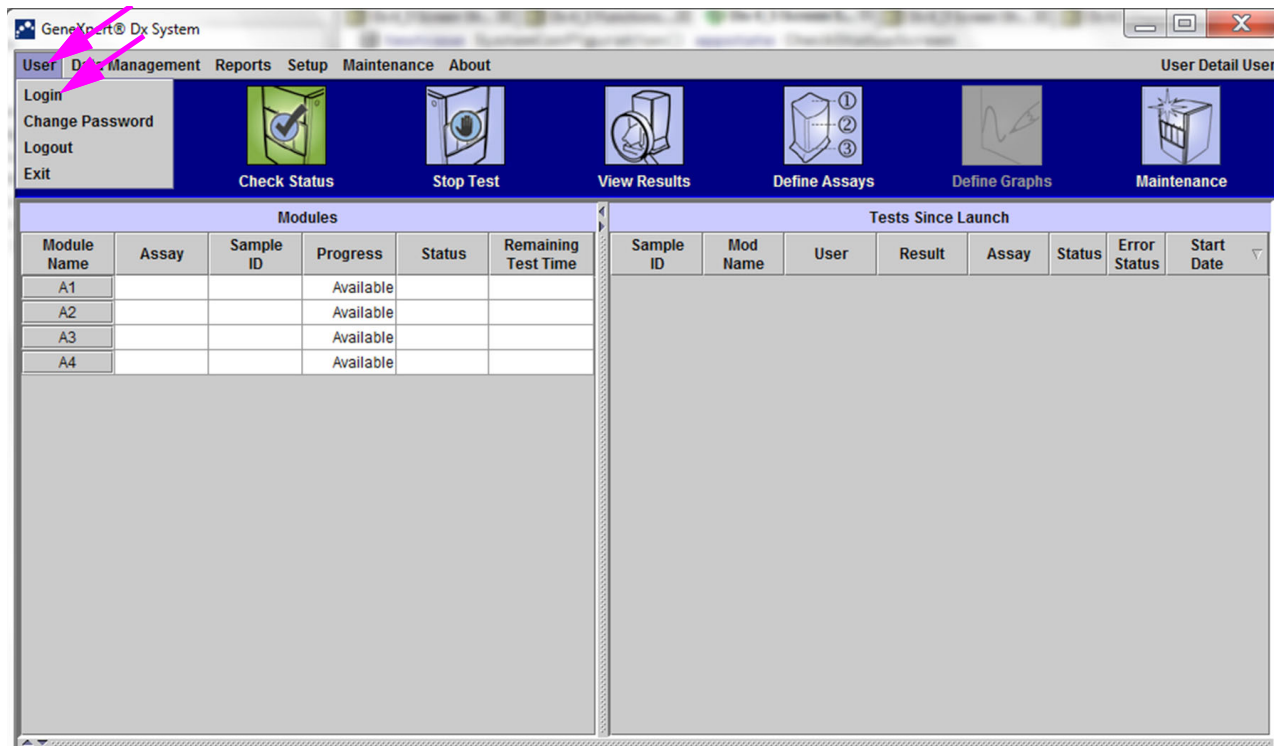 GeneXpert® Dx System
User Data Management Reports Setup Maintenance About User Detail User
Login
Change Password
Logout
Exit
Check Status Stop Test View Results Define Assays Define Graphs Maintenance
1
2
3
Modules Tests Since Launch
Module Name Assay Sample ID Progress Status Remaining Test Time Sample ID Mod Name User Result Assay Status Error Status Start Date
A1 Available
A2 Available
A3 Available
A4 Available